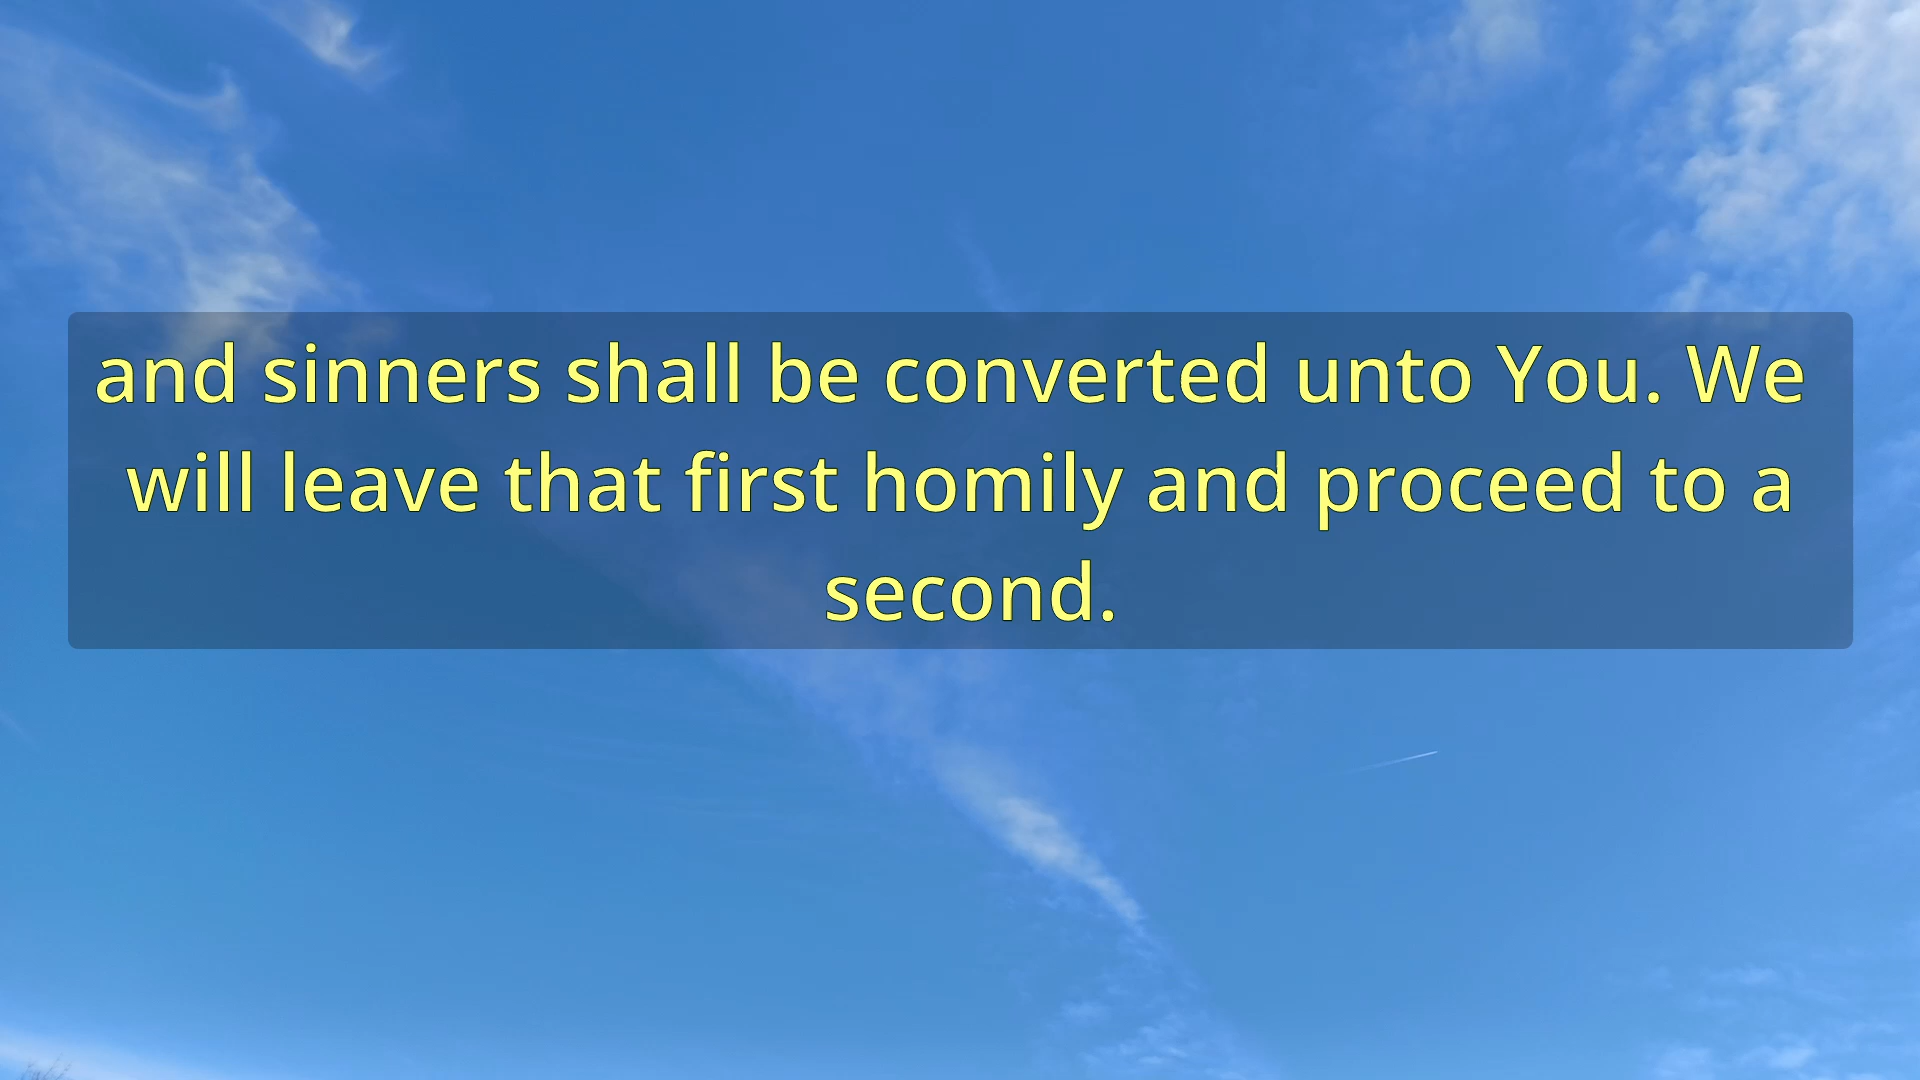 and sinners shall be converted unto You. We
will leave that first homily and proceed to a
second.